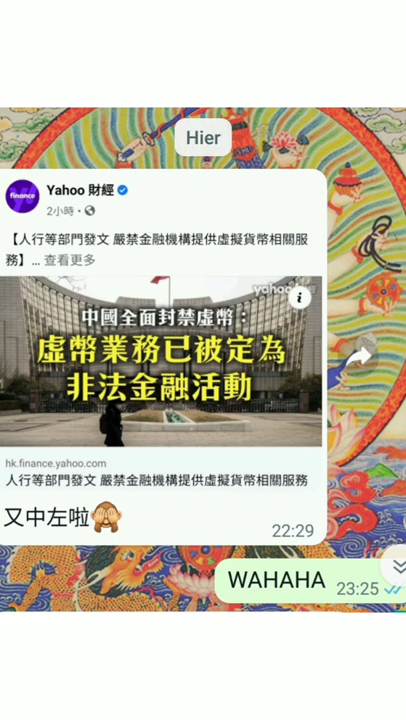 Hier
finance
Yahoo 財經
2小時
【人行等部門發文 嚴禁金融機構提供虛擬貨幣相關服
務】... 查看更多
yahoo!
中國全面封禁虛幣：
虛幣業務已被定為
非法金融活動
hk.finance.yahoo.com
人行等部門發文 嚴禁金融機構提供虛擬貨幣相關服務
又中左啦🙈
22:29
WAHAHA 23:25